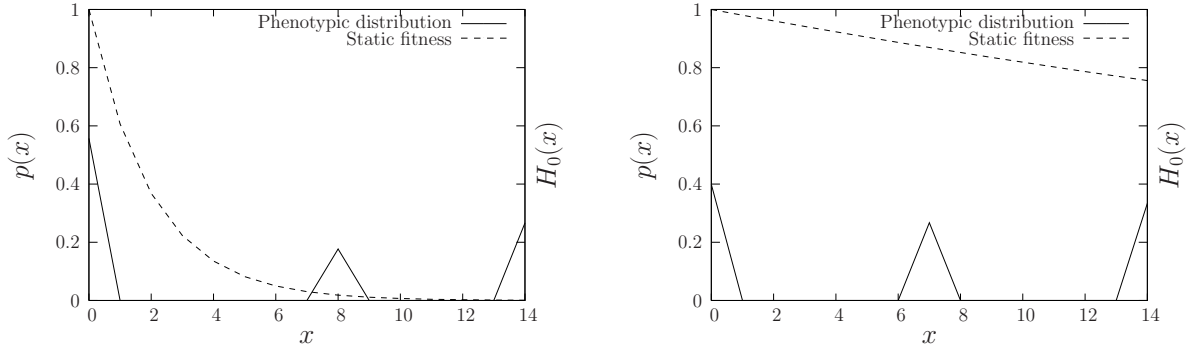 Phenotypic distribution
Static fitness
1
0.8
0.6
0.4
0.2
0
0 2 4 6 8 10 12 14
x
p(x)
H0(x)
Phenotypic distribution
Static fitness
1
0.8
0.6
0.4
0.2
0
0 2 4 6 8 10 12 14
x
p(x)
H0(x)